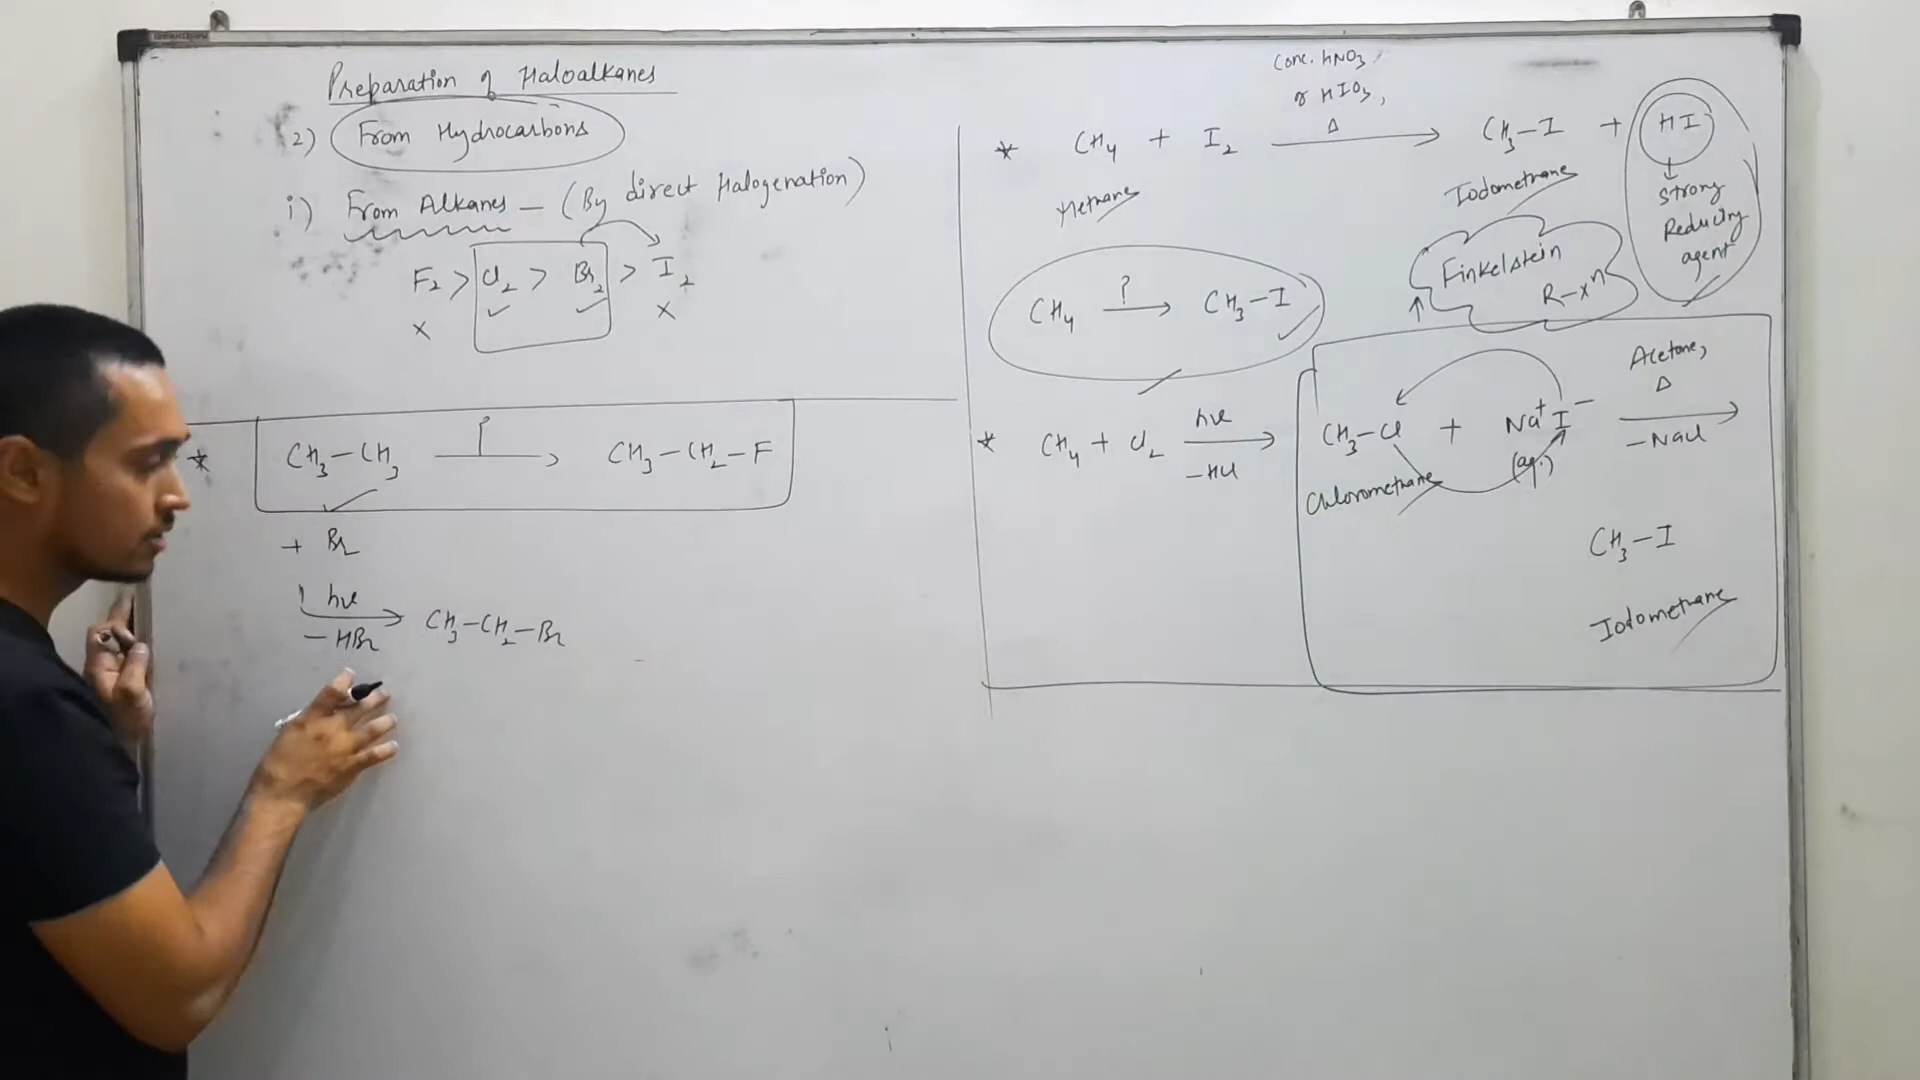 Preparation of Haloalkanes
2) From Hydrocarbons
i) From Alkanes - (By direct Halogenation)
F2 > Cl2 > Br2 > I2
x ✓ ✓ x
* CH3-CH3 ? → CH3-CH2-F
+ Br2
hν
- HBr → CH3-CH2-Br
conc. HNO3,
or HIO3,
Δ
* CH4 + I2 → CH3-I + HI
Methane
Iodomethane
Strong
Reducing
agent
CH4 ? → CH3-I
Finkelstein
R-xn
* CH4 + Cl2 hν → CH3-Cl + Na+ I- Acetone,
Δ
-HCl
-NaCl
(aq.)
Chloromethane
CH3-I
Iodomethane